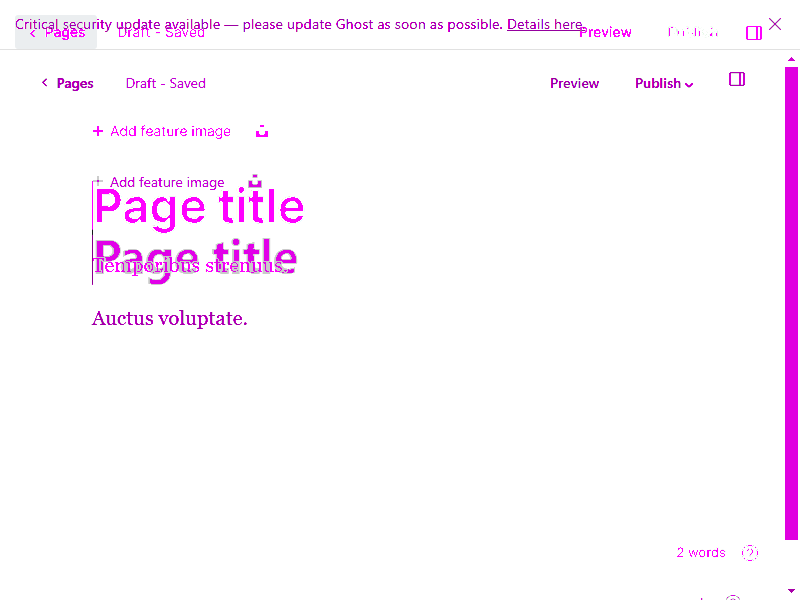 Critical security update available — please update Ghost as soon as possible. Details here.
Pages Draft - Saved Preview Publish
Pages Draft - Saved Preview Publish
Add feature image
Add feature image
Page title
Page title
Temporibus strenuus.
Auctus voluptate.
2 words